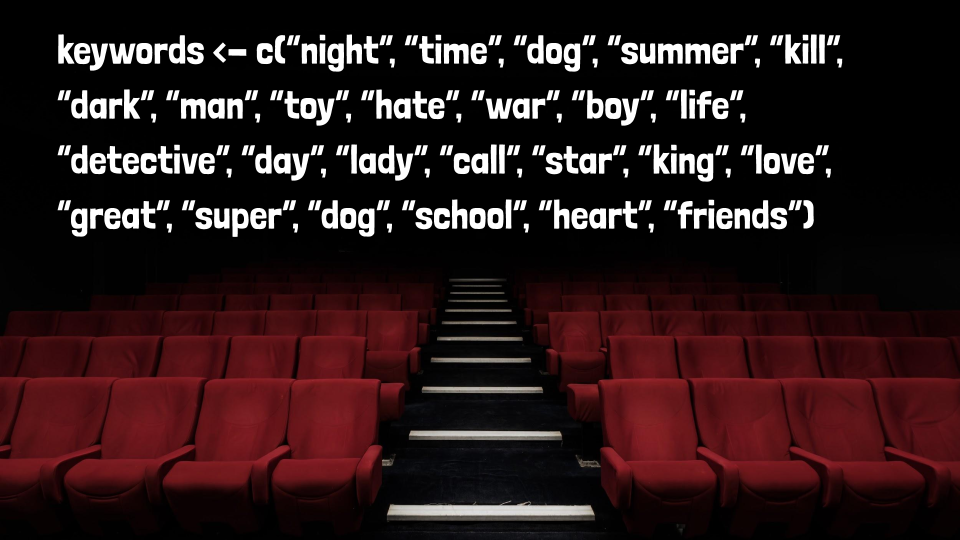 keywords <- c("night", "time", "dog", "summer", "kill",
"dark", "man", "toy", "hate", "war", "boy", "life",
"detective", "day", "lady", "call", "star", "king", "love",
"great", "super", "dog", "school", "heart", "friends")